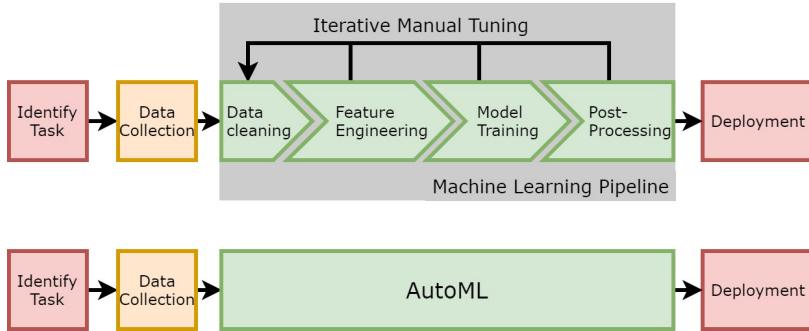 Iterative Manual Tuning
Identify
Task
Data
Collection
Data
cleaning
Feature
Engineering
Model
Training
Post-
Processing
Deployment
Machine Learning Pipeline
Identify
Task
Data
Collection
AutoML
Deployment